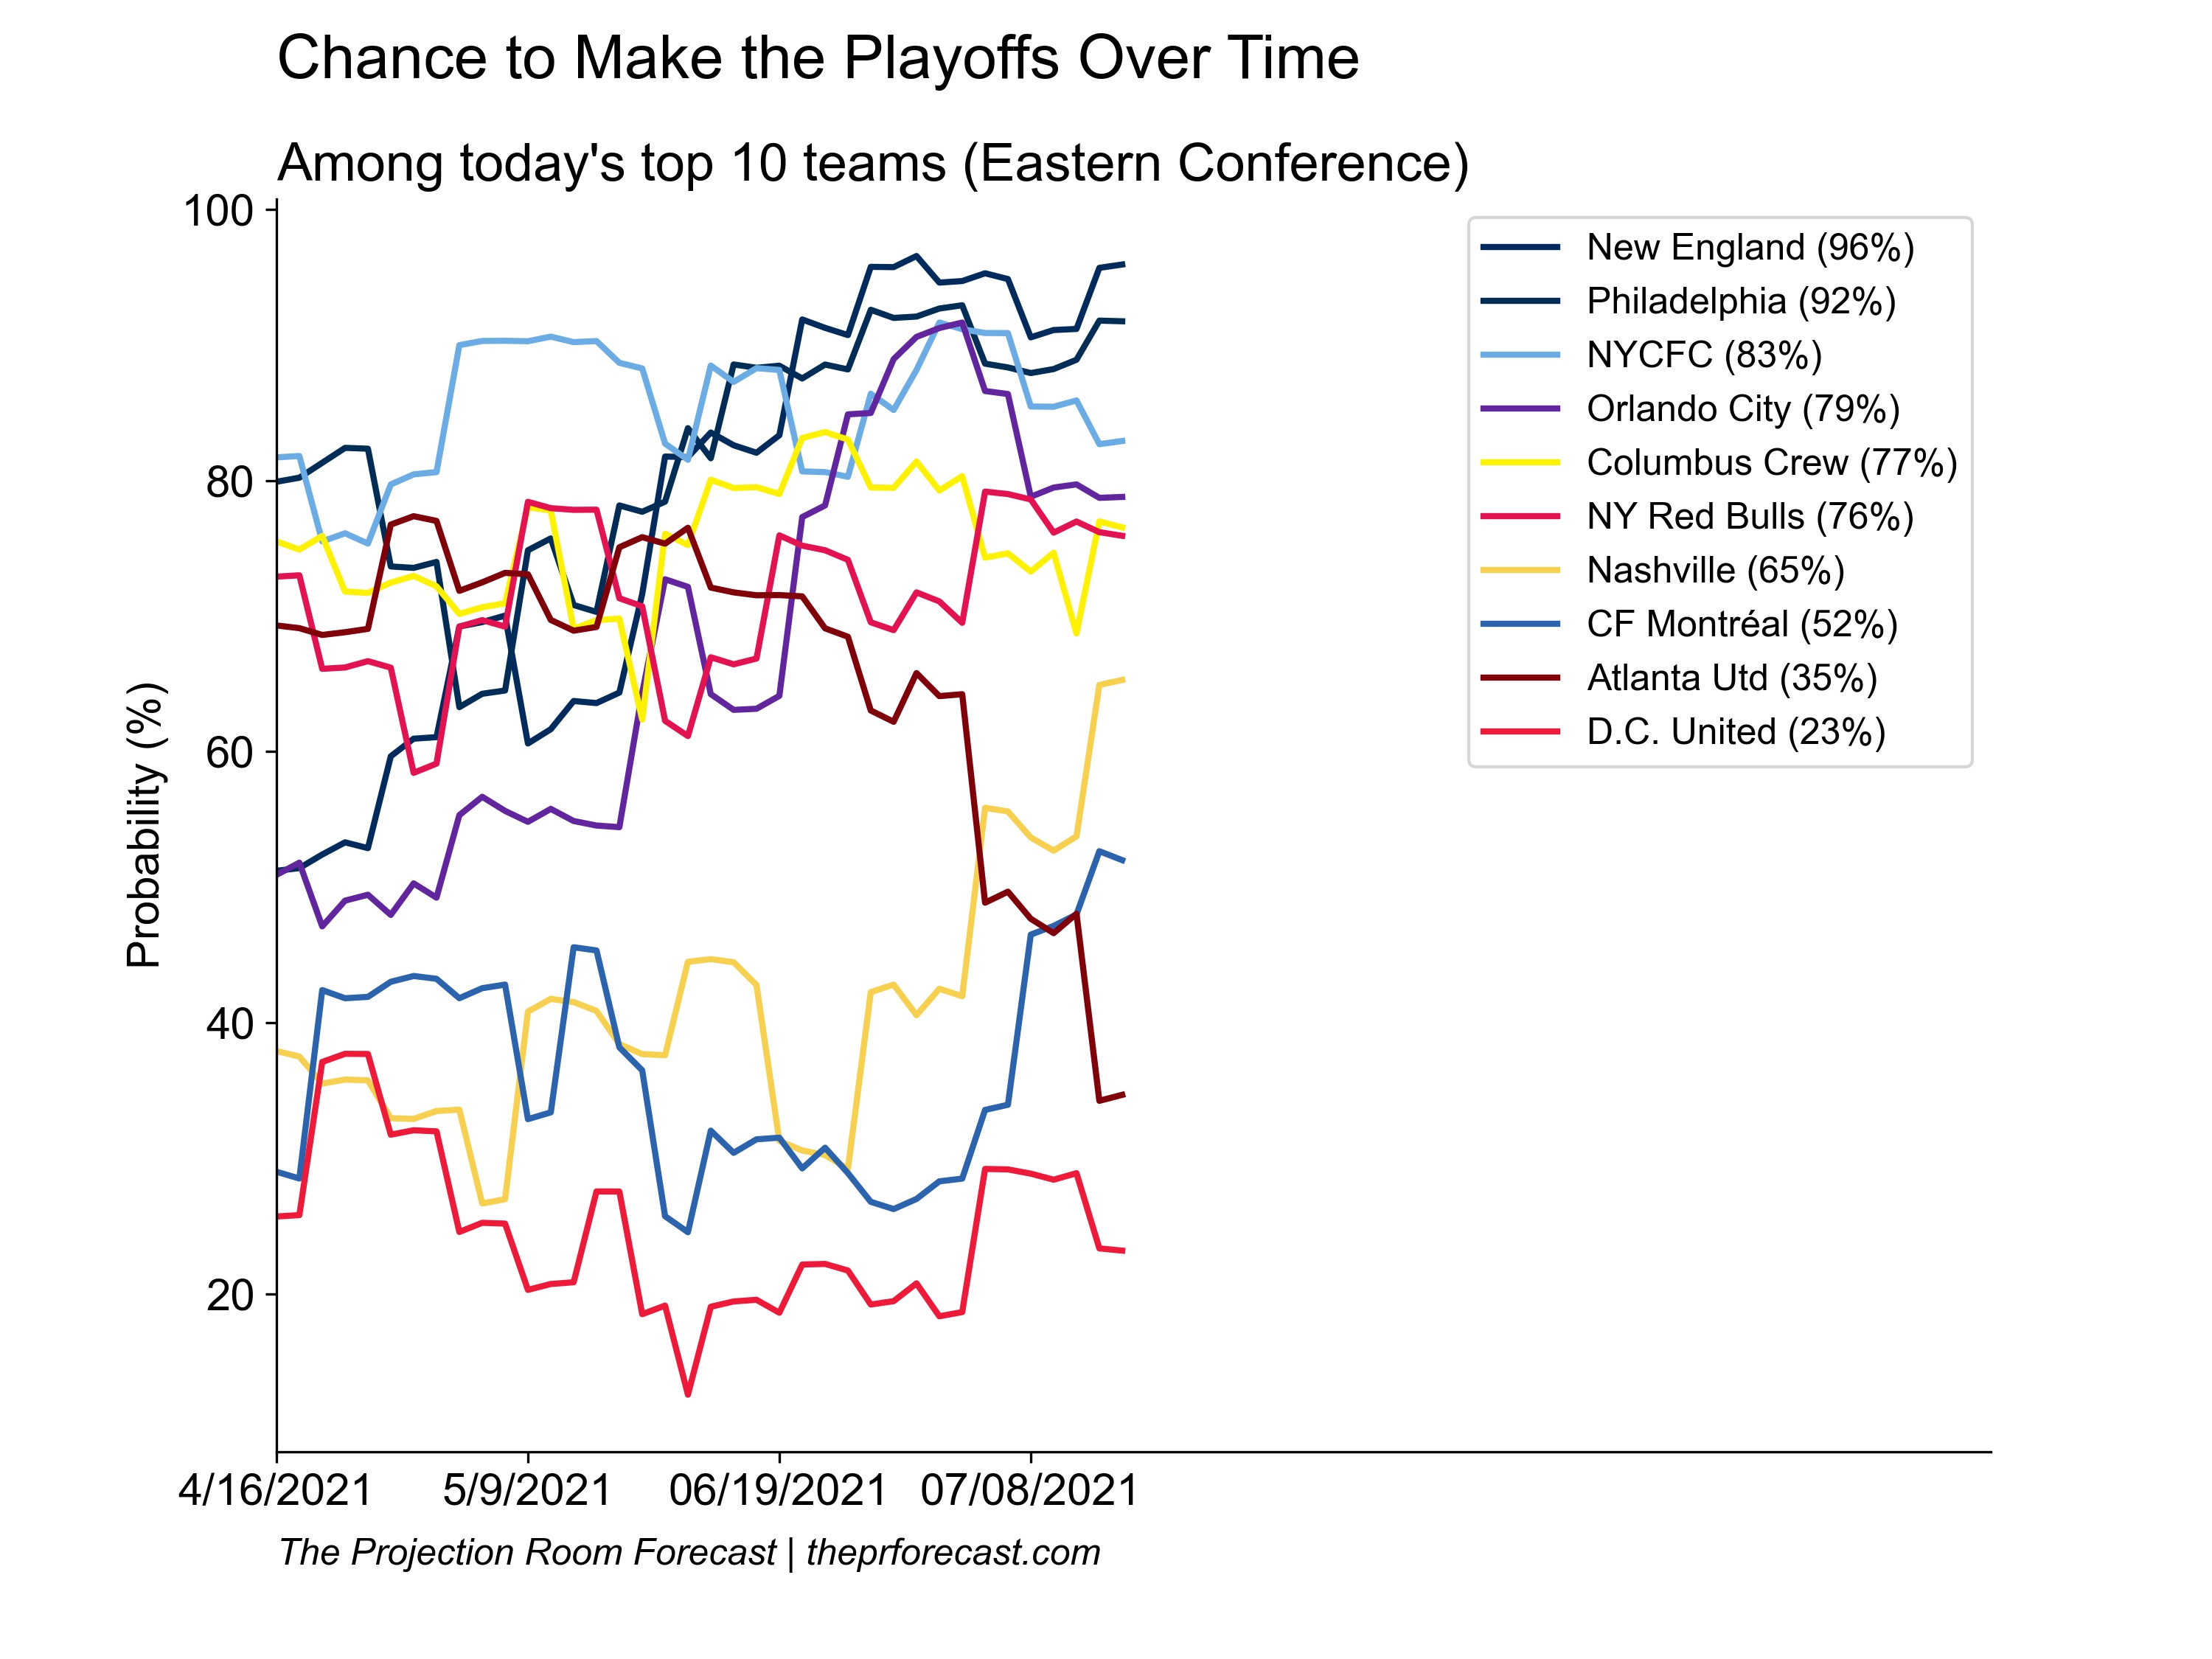 Chance to Make the Playoffs Over Time
Among today's top 10 teams (Eastern Conference)
100
80
60
40
20
Probability (%)
New England (96%)
Philadelphia (92%)
NYCFC (83%)
Orlando City (79%)
Columbus Crew (77%)
NY Red Bulls (76%)
Nashville (65%)
CF Montréal (52%)
Atlanta Utd (35%)
D.C. United (23%)
4/16/2021 5/9/2021 06/19/2021 07/08/2021
The Projection Room Forecast | theprforecast.com